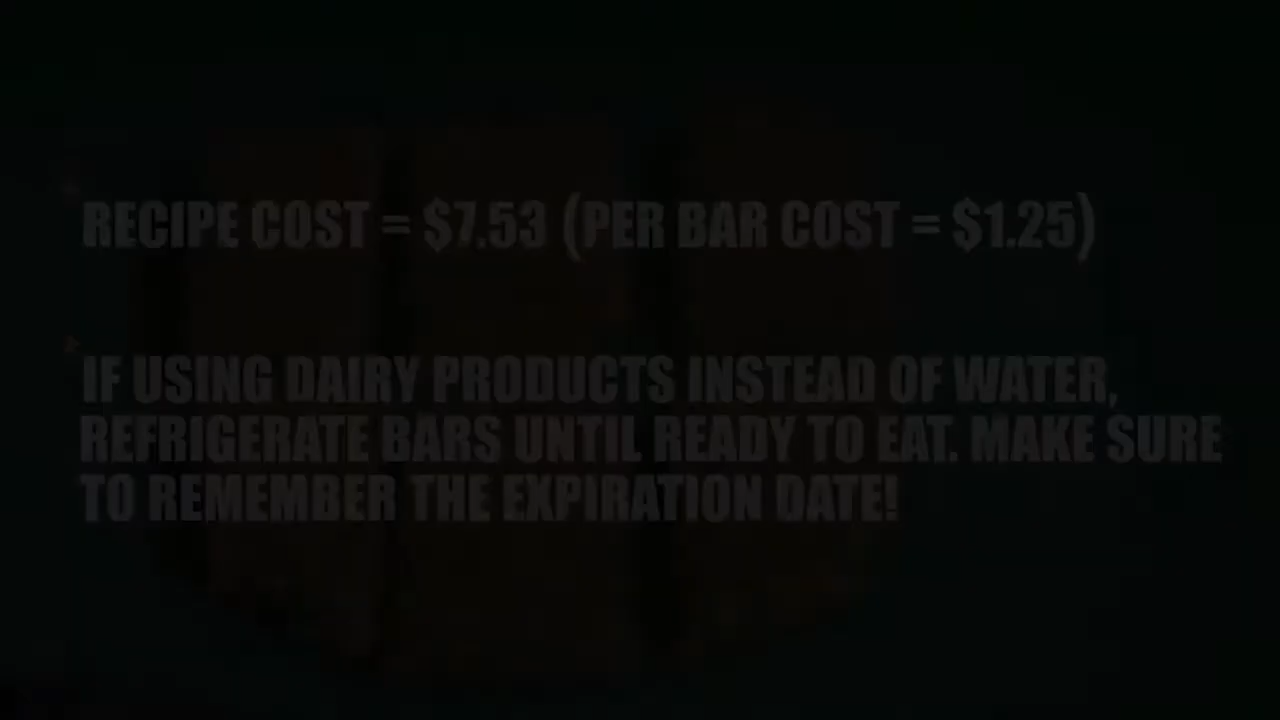 RECIPE COST = $7.53 (PER BAR COST = $1.25)
IF USING DAIRY PRODUCTS INSTEAD OF WATER,
REFRIGERATE BARS UNTIL READY TO EAT. MAKE SURE
TO REMEMBER THE EXPIRATION DATE!